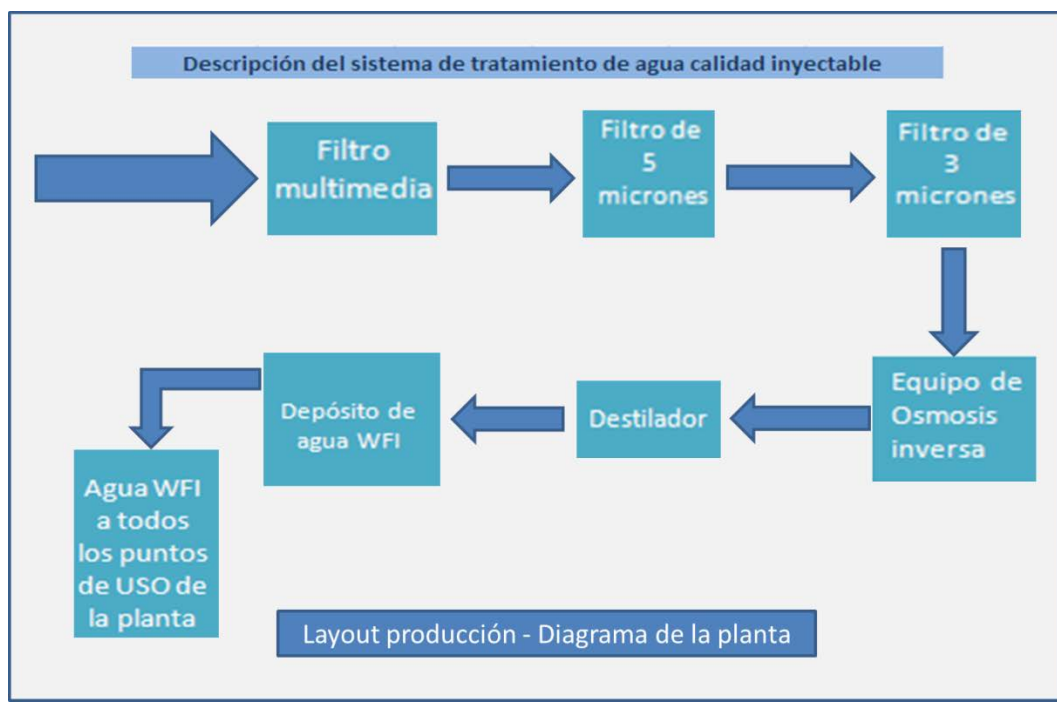 Descripción del sistema de tratamiento de agua calidad inyectable
Filtro
multimedia
Filtro de
5
micrones
Filtro de
3
micrones
Equipo de
Osmosis
inversa
Destilador
Depósito de
agua WFI
Agua WFI
a todos
los puntos
de USO de
la planta
Layout producción - Diagrama de la planta